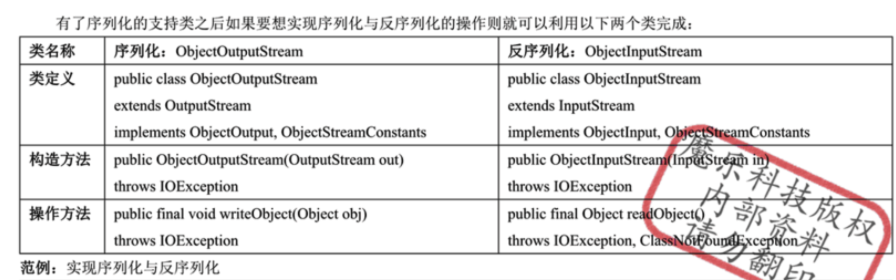 有了序列化的支持类之后如果要想实现序列化与反序列化的操作则就可以利用以下两个类完成：
类名称 序列化：ObjectOutputStream 反序列化：ObjectInputStream
类定义 public class ObjectOutputStream public class ObjectInputStream
extends OutputStream extends InputStream
implements ObjectOutput, ObjectStreamConstants implements ObjectInput, ObjectStreamConstants
构造方法 public ObjectOutputStream(OutputStream out) public ObjectInputStream(InputStream in)
throws IOException throws IOException
操作方法 public final void writeObject(Object obj) public final Object readObject()
throws IOException throws IOException, ClassNotFoundException
范例：实现序列化与反序列化
魔乐科技版权
内部资料
请勿翻印